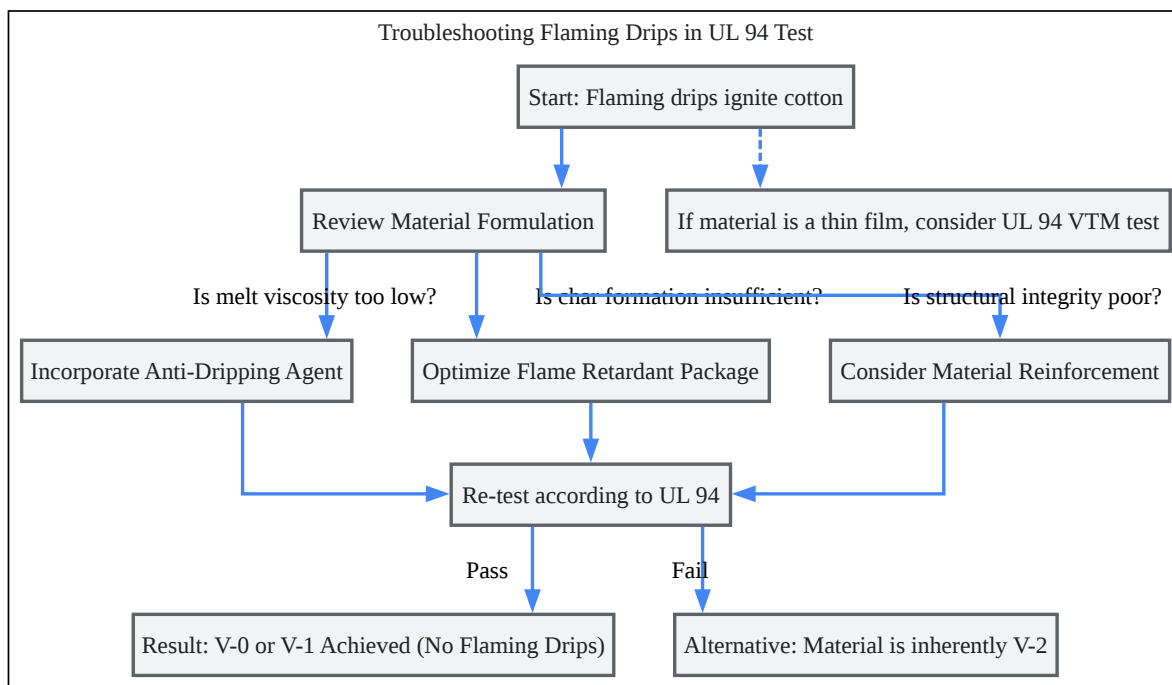 Troubleshooting Flaming Drips in UL 94 Test
Start: Flaming drips ignite cotton
Review Material Formulation
If material is a thin film, consider UL 94 VTM test
Is melt viscosity too low?
Is char formation insufficient?
Is structural integrity poor?
Incorporate Anti-Dripping Agent
Optimize Flame Retardant Package
Consider Material Reinforcement
Re-test according to UL 94
Pass
Fail
Result: V-0 or V-1 Achieved (No Flaming Drips)
Alternative: Material is inherently V-2